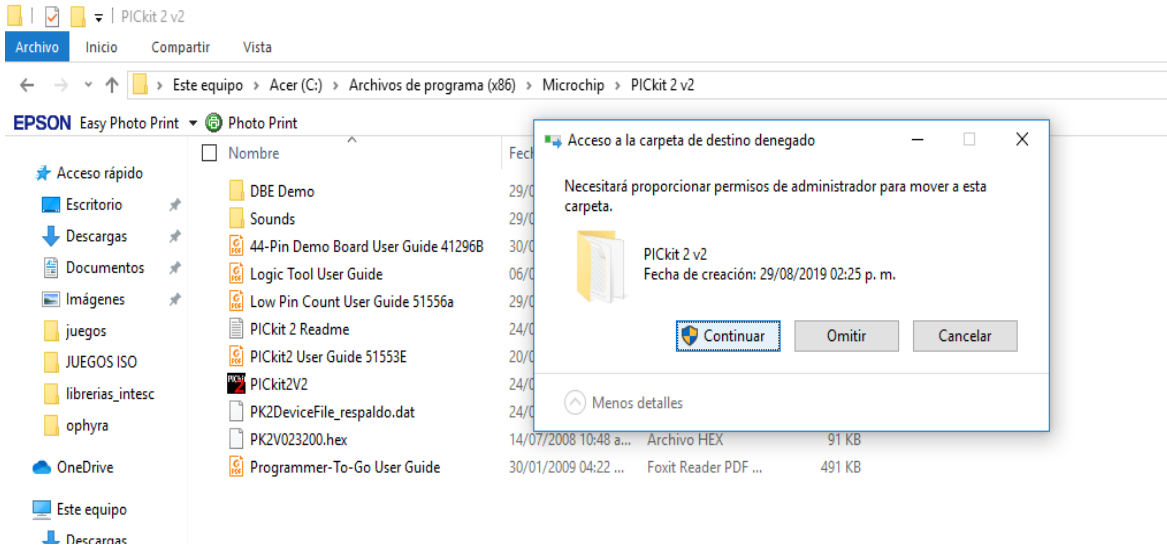 PICkit 2 v2
Archivo Inicio Compartir Vista
Este equipo > Acer (C:) > Archivos de programa (x86) > Microchip > PICkit 2 v2
EPSON Easy Photo Print Photo Print
Acceso rápido
Escritorio
Descargas
Documentos
Imágenes
juegos
JUEGOS ISO
librerias_intesc
ophyra
OneDrive
Este equipo
Descargas
Nombre
DBE Demo
Sounds
44-Pin Demo Board User Guide 41296B
Logic Tool User Guide
Low Pin Count User Guide 51556a
PICkit 2 Readme
PICkit2 User Guide 51553E
PICkit2V2
PK2DeviceFile_respaldo.dat
PK2V023200.hex 14/07/2008 10:48 a... Archivo HEX 91 KB
Programmer-To-Go User Guide 30/01/2009 04:22 ... Foxit Reader PDF ... 491 KB
Acceso a la carpeta de destino denegado
Necesitará proporcionar permisos de administrador para mover a esta
carpeta.
PICkit 2 v2
Fecha de creación: 29/08/2019 02:25 p. m.
Continuar Omitir Cancelar
Menos detalles